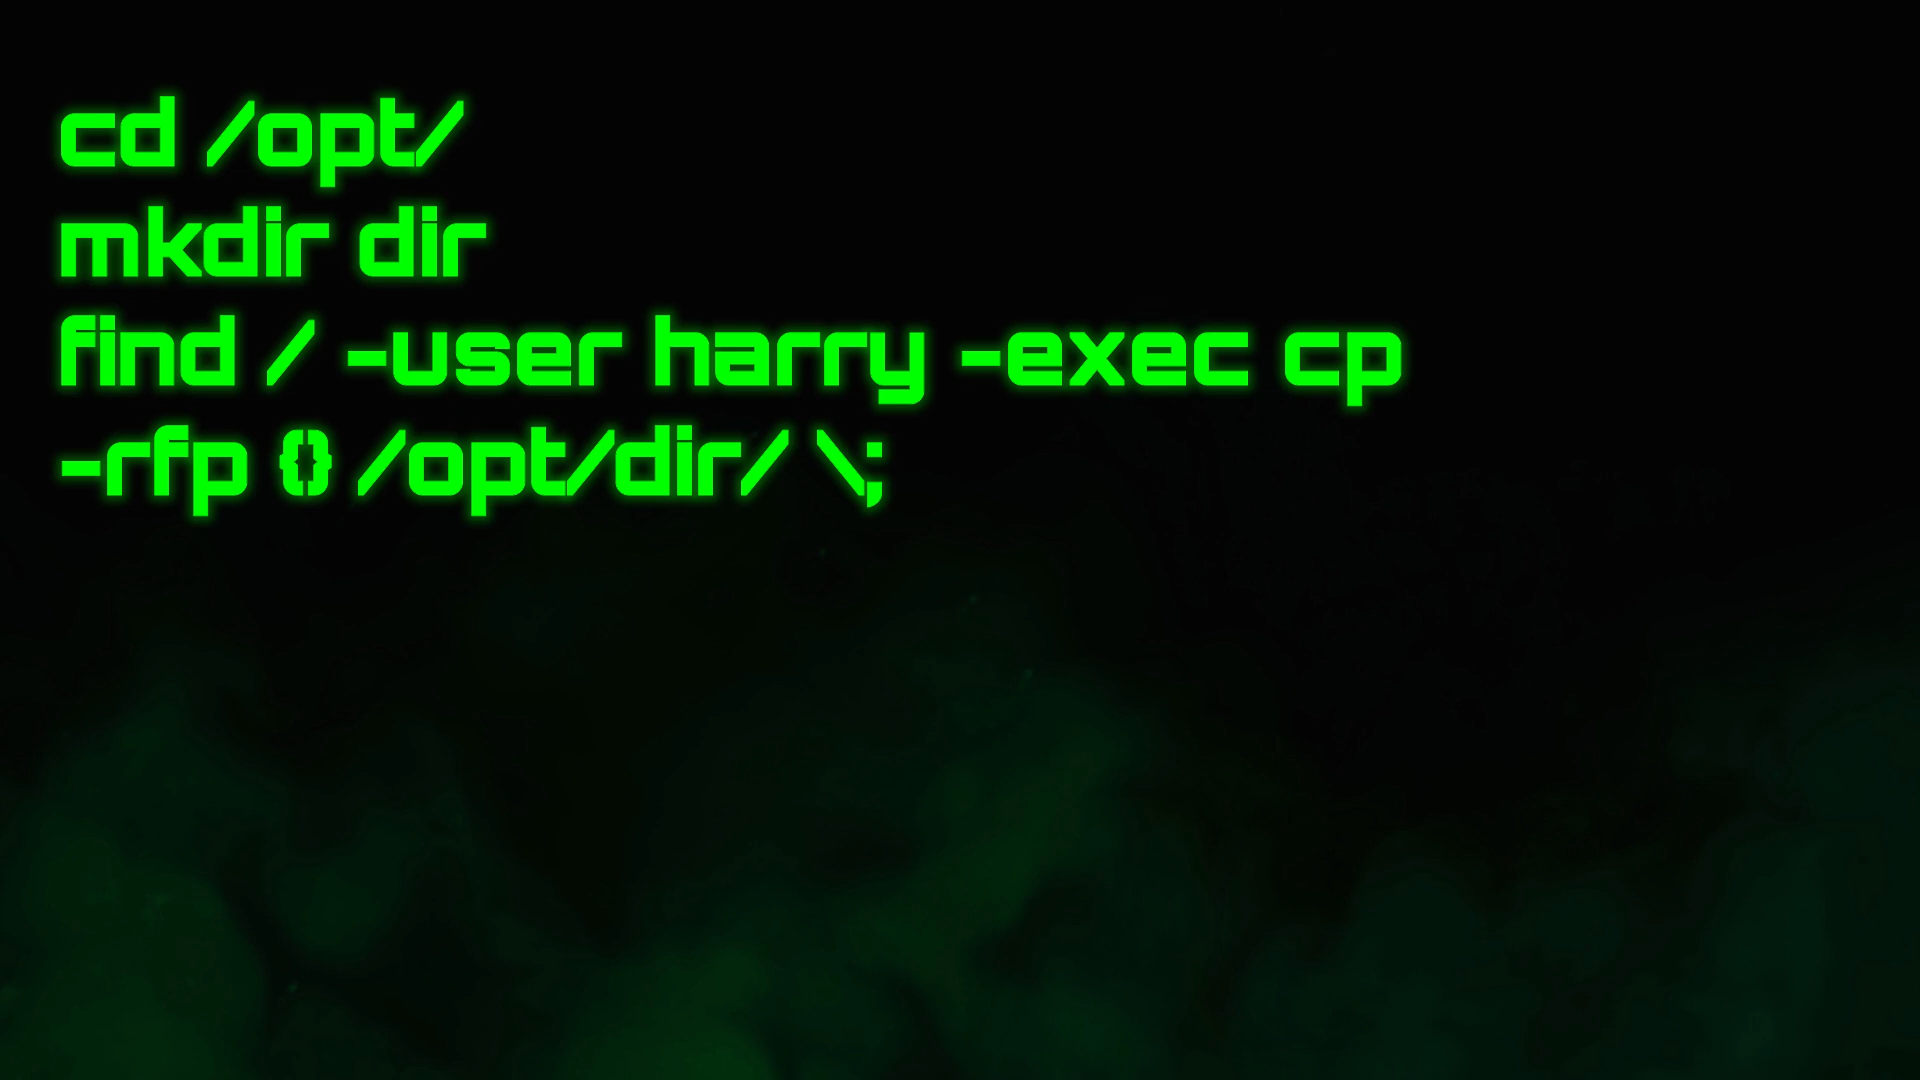 cd /opt/
mkdir dir
find / -user harry -exec cp
-rfp {} /opt/dir/ \;